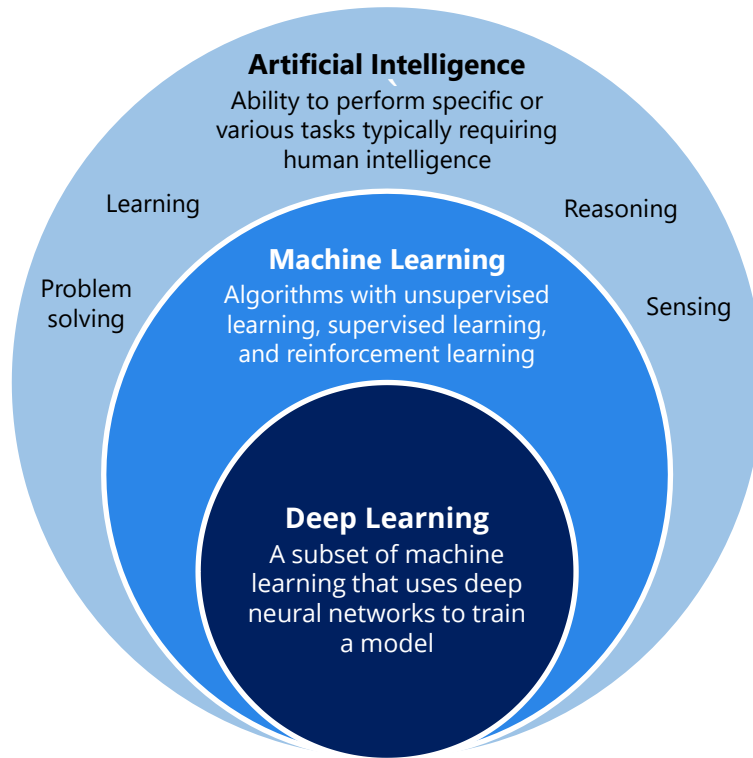 Artificial Intelligence
`
Ability to perform specific or
various tasks typically requiring
human intelligence
Learning
Reasoning
Problem
solving
Sensing
Machine Learning
Algorithms with unsupervised
learning, supervised learning,
and reinforcement learning
Deep Learning
A subset of machine
learning that uses deep
neural networks to train
a model